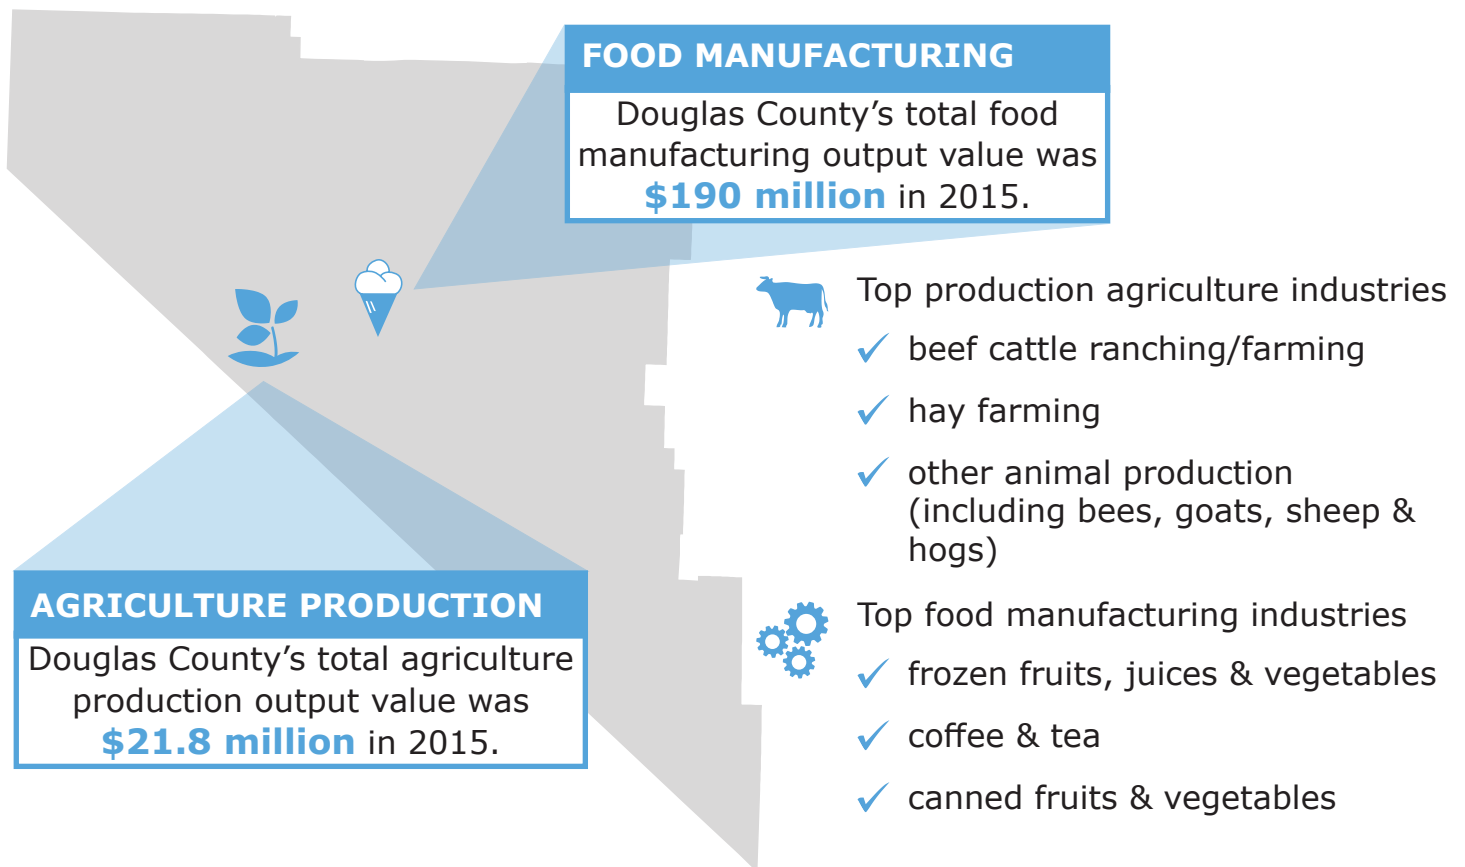 FOOD MANUFACTURING
Douglas County’s total food
manufacturing output value was
$190 million in 2015.
Top production agriculture industries
beef cattle ranching/farming
hay farming
other animal production
(including bees, goats, sheep &
hogs)
AGRICULTURE PRODUCTION
Douglas County’s total agriculture
production output value was
$21.8 million in 2015.
Top food manufacturing industries
frozen fruits, juices & vegetables
coffee & tea
canned fruits & vegetables